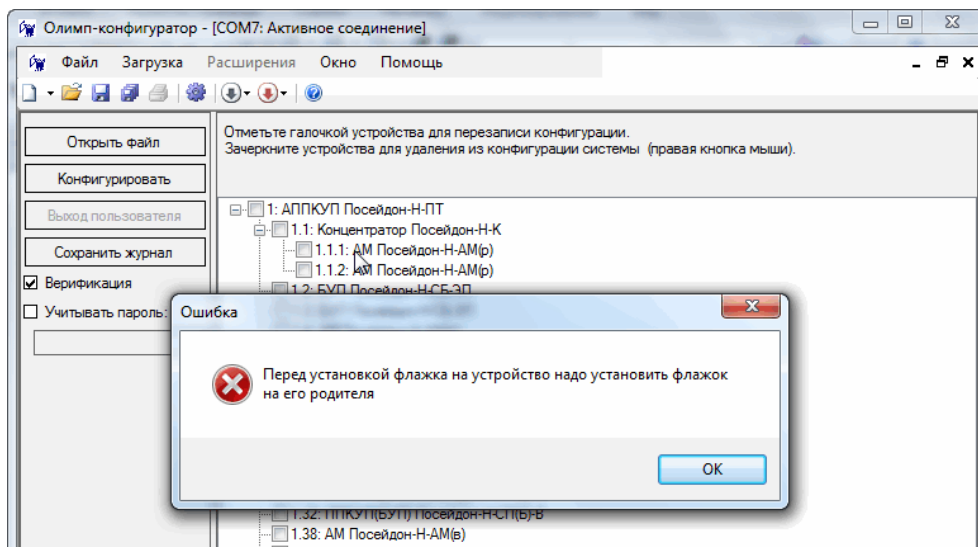 Олимп-конфигуратор - [COM7: Активное соединение]
Файл Загрузка Расширения Окно Помощь
Открыть файл
Конфигурировать
Выход пользователя
Сохранить журнал
Верификация
Учитывать пароль:
Отметьте галочкой устройства для перезаписи конфигурации.
Зачеркните устройства для удаления из конфигурации системы (правая кнопка мыши).
1: АППКУП Посейдон-Н-ПТ
1.1: Концентратор Посейдон-Н-К
1.1.1: АМ Посейдон-Н-АМ(р)
1.1.2: АМ Посейдон-Н-АМ(р)
1.2: БУП Посейдон-Н-СБ-ЭП
Ошибка
Перед установкой флажка на устройство надо установить флажок
на его родителя
OK
1.32: ППКУП(БУП) Посейдон-Н-СП(Б)-В
1.38: АМ Посейдон-Н-АМ(в)